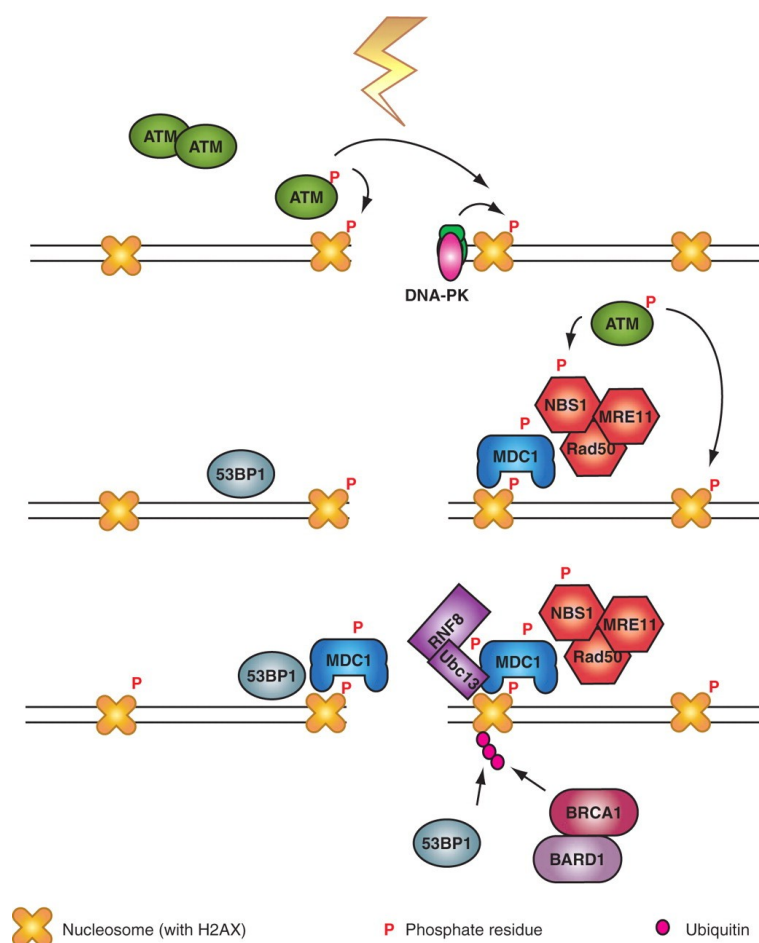 ATM
ATM
P
ATM
P
P
DNA-PK
P
ATM
P
NBS1
MRE11
P
MDC1
Rad50
53BP1
P
P
P
P
RNF8
NBS1
MRE11
P
P
P
Ubc13
MDC1
Rad50
53BP1
MDC1
P
P
P
P
BRCA1
53BP1
BARD1
Nucleosome (with H2AX)
P Phosphate residue
Ubiquitin